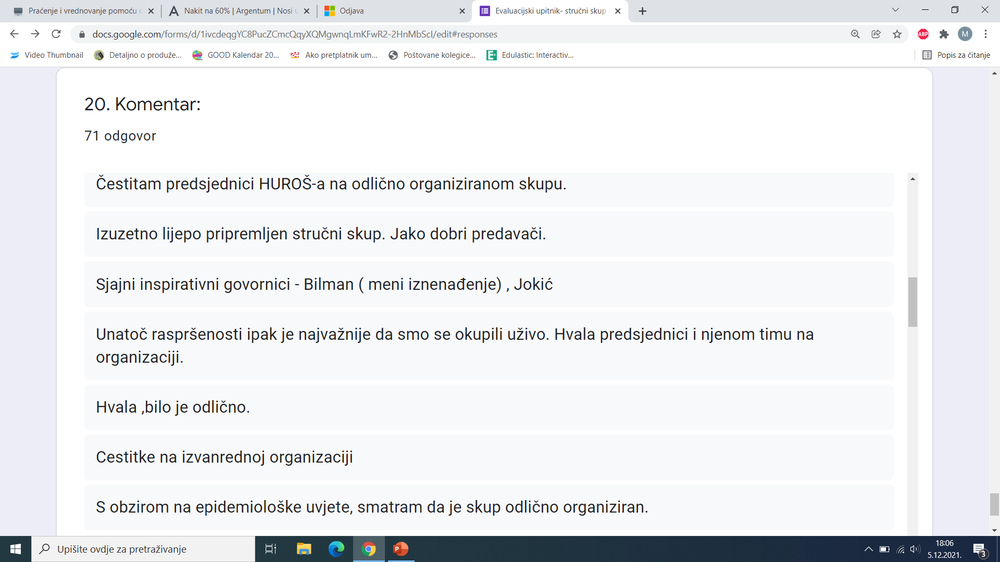 Praćenje i vrednovanje pomoću
Nakit na 60% | Argentum | Nosi
Odjava
Evaluacijski upitnik- stručni skup
docs.google.com/forms/d/1ivcdeqgYC8PucZCmcQqyXQMgwnqLmKFwR2-2HnMbScI/edit#responses
ABP
M
Video Thumbnail
Detaljno o produže...
GOOD Kalendar 20...
24
Ako pretplatnik um...
Poštovane kolegice...
Edulastic: Interactiv...
Popis za čitanje
20. Komentar:
71 odgovor
Čestitam predsjednici HUROŠ-a na odlično organiziranom skupu.
Izuzetno lijepo pripremljen stručni skup. Jako dobri predavači.
Sjajni inspirativni govornici - Bilman ( meni iznenađenje) , Jokić
Unatoč raspršenosti ipak je najvažnije da smo se okupili uživo. Hvala predsjednici i njenom timu na
organizaciji.
Hvala ,bilo je odlično.
Cestitke na izvanrednoj organizaciji
S obzirom na epidemiološke uvjete, smatram da je skup odlično organiziran.
Upišite ovdje za pretraživanje
18:06
5.12.2021.
3